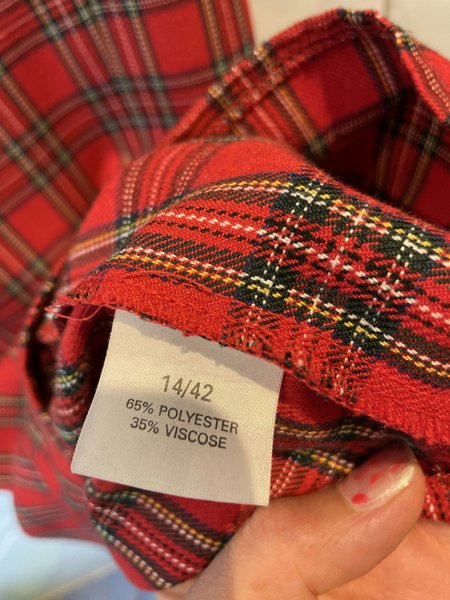 14/42
65% POLYESTER
35% VISCOSE